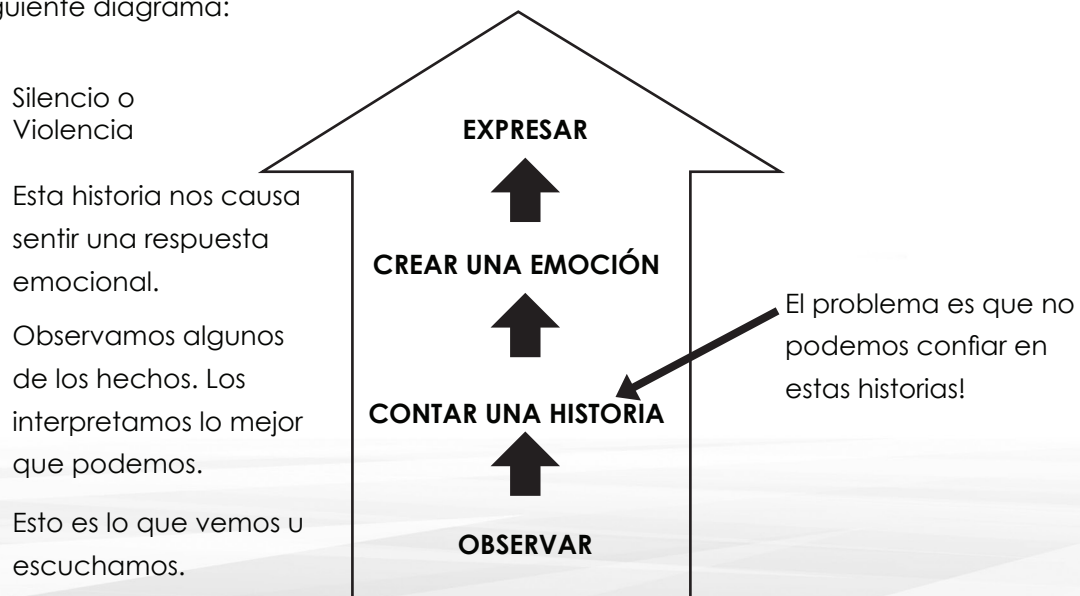 siguiente diagrama:
Silencio o
Violencia
EXPRESAR
Esta historia nos causa
sentir una respuesta
emocional.
CREAR UNA EMOCIÓN
Observamos algunos
de los hechos. Los
interpretamos lo mejor
que podemos.
CONTAR UNA HISTORIA
El problema es que no
podemos confiar en
estas historias!
Esto es lo que vemos u
escuchamos.
OBSERVAR